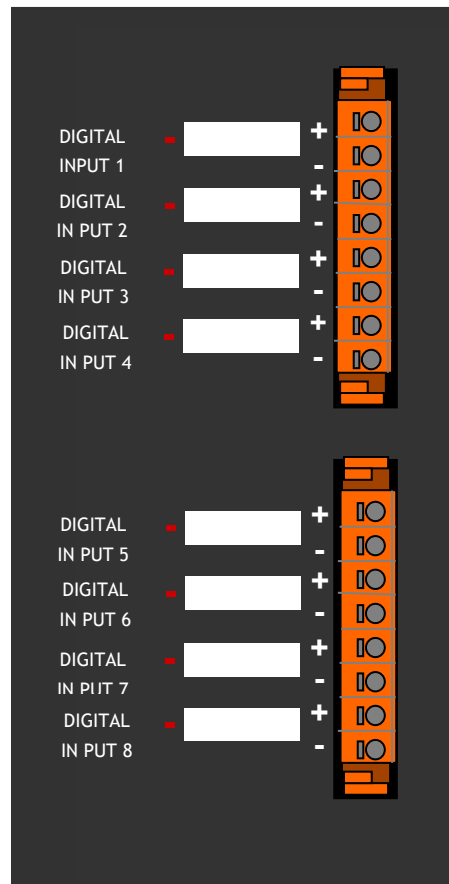 DIGITAL +
INPUT 1 -
DIGITAL +
IN PUT 2 -
DIGITAL +
IN PUT 3 -
DIGITAL +
IN PUT 4 -
DIGITAL +
IN PUT 5 -
DIGITAL +
IN PUT 6 -
DIGITAL +
IN PUT 7 -
DIGITAL +
IN PUT 8 -